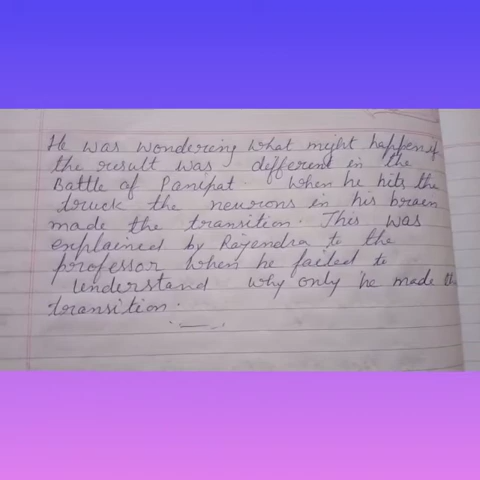 He was wondering what might happen if
the result was different in the
Battle of Panipat. When he hits the
truck the neurons in his brain
made the transition. This was
explained by Rajendra to the
professor when he failed to
understand why only he made the
transition.